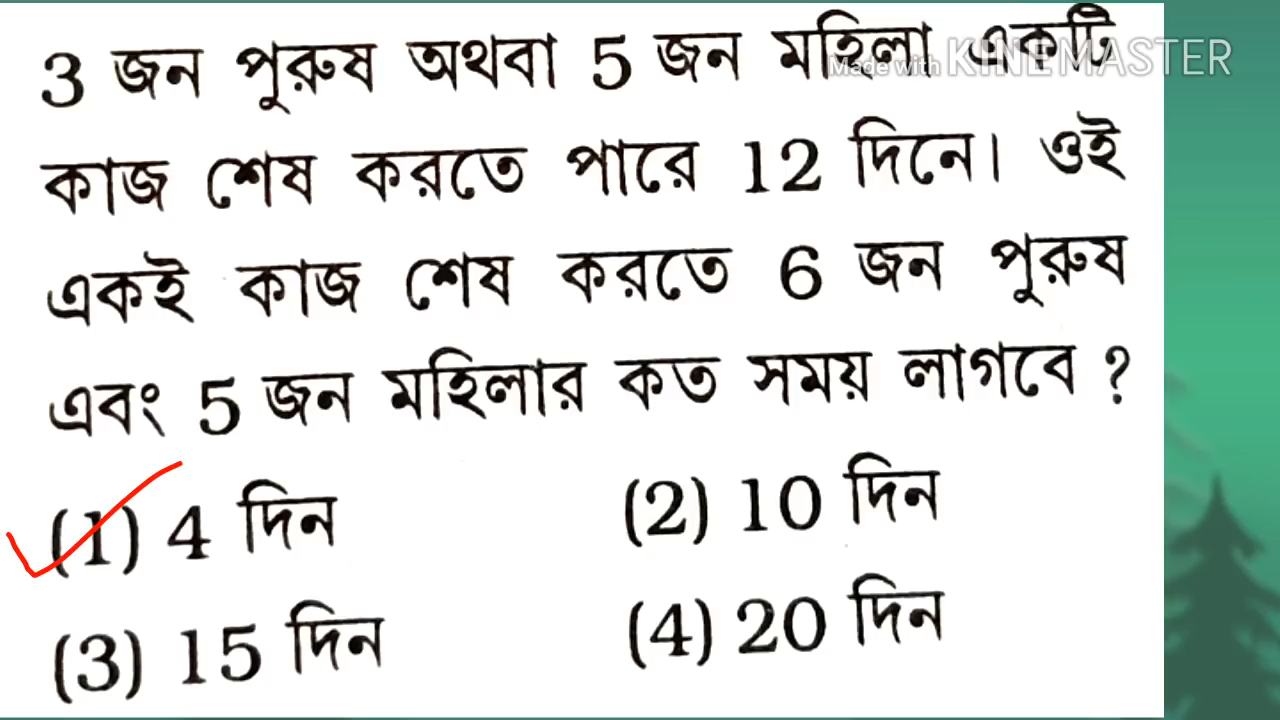 3 জন পুরুষ অথবা 5 জন মহিলা একটি
Made with KINEMASTER
কাজ শেষ করতে পারে 12 দিনে। ওই
একই কাজ শেষ করতে 6 জন পুরুষ
এবং 5 জন মহিলার কত সময় লাগবে ?
(1) 4 দিন (2) 10 দিন
(3) 15 দিন (4) 20 দিন